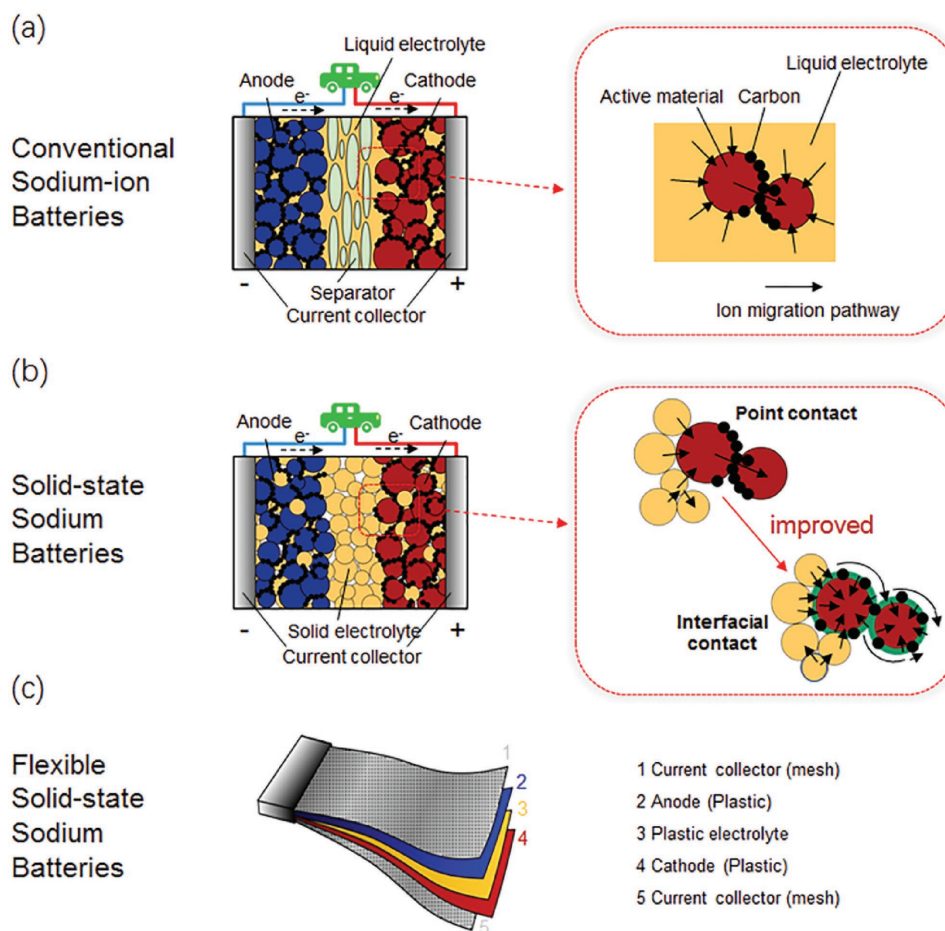 (a)
Conventional
Sodium-ion
Batteries
Liquid electrolyte
Anode
Cathode
e-
e-
-
+
Separator
Current collector
Liquid electrolyte
Active material
Carbon
Ion migration pathway
(b)
Solid-state
Sodium
Batteries
Anode
Cathode
e-
e-
-
+
Solid electrolyte
Current collector
Point contact
improved
Interfacial
contact
(c)
Flexible
Solid-state
Sodium
Batteries
1
2
3
4
5
1 Current collector (mesh)
2 Anode (Plastic)
3 Plastic electrolyte
4 Cathode (Plastic)
5 Current collector (mesh)